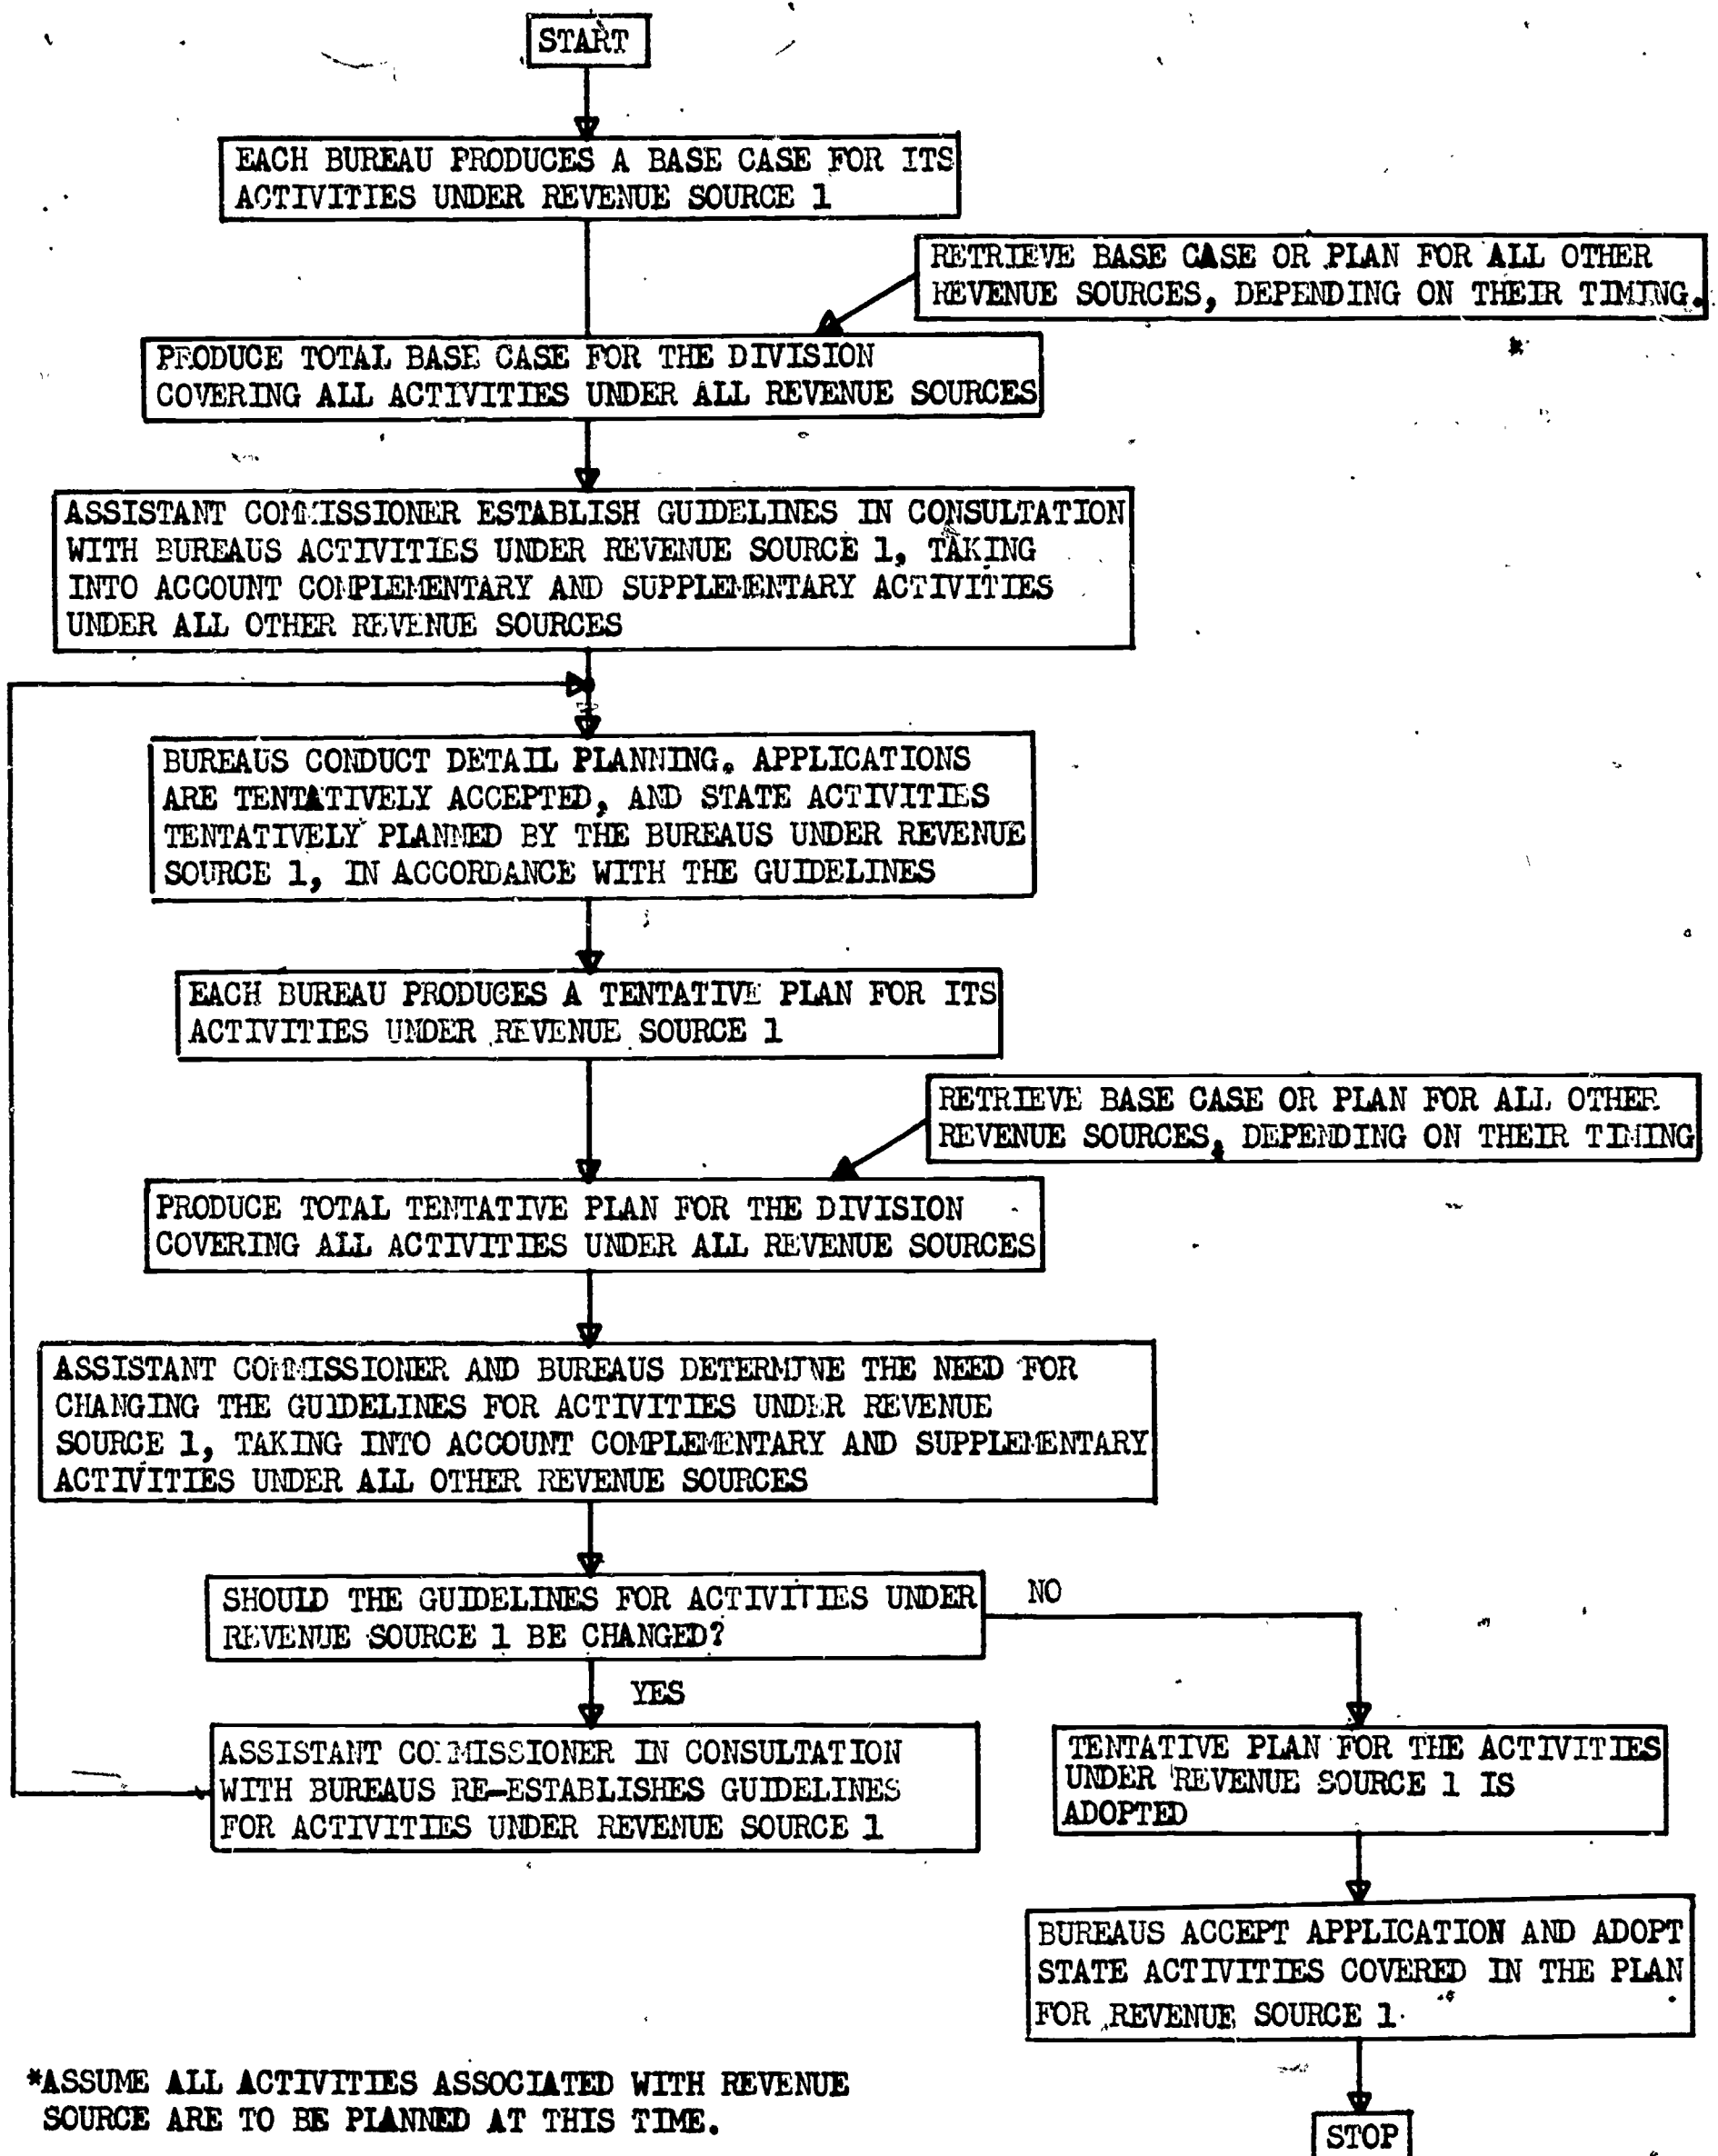 START
EACH BUREAU PRODUCES A BASE CASE FOR ITS
ACTIVITIES UNDER REVENUE SOURCE 1
RETRIEVE BASE CASE OR PLAN FOR ALL OTHER
REVENUE SOURCES, DEPENDING ON THEIR TIMING.
*
PRODUCE TOTAL BASE CASE FOR THE DIVISION
COVERING ALL ACTIVITIES UNDER ALL REVENUE SOURCES
ASSISTANT COMMISSIONER ESTABLISH GUIDELINES IN CONSULTATION
WITH BUREAUS ACTIVITIES UNDER REVENUE SOURCE 1, TAKING
INTO ACCOUNT COMPLEMENTARY AND SUPPLEMENTARY ACTIVITIES
UNDER ALL OTHER REVENUE SOURCES
BUREAUS CONDUCT DETAIL PLANNING. APPLICATIONS
ARE TENTATIVELY ACCEPTED, AND STATE ACTIVITIES
TENTATIVELY PLANNED BY THE BUREAUS UNDER REVENUE
SOURCE 1, IN ACCORDANCE WITH THE GUIDELINES
EACH BUREAU PRODUCES A TENTATIVE PLAN FOR ITS
ACTIVITIES UNDER REVENUE SOURCE 1
RETRIEVE BASE CASE OR PLAN FOR ALL OTHER
REVENUE SOURCES, DEPENDING ON THEIR TIMING
PRODUCE TOTAL TENTATIVE PLAN FOR THE DIVISION
COVERING ALL ACTIVITIES UNDER ALL REVENUE SOURCES
ASSISTANT COMMISSIONER AND BUREAUS DETERMINE THE NEED FOR
CHANGING THE GUIDELINES FOR ACTIVITIES UNDER REVENUE
SOURCE 1, TAKING INTO ACCOUNT COMPLEMENTARY AND SUPPLEMENTARY
ACTIVITIES UNDER ALL OTHER REVENUE SOURCES
SHOULD THE GUIDELINES FOR ACTIVITIES UNDER
REVENUE SOURCE 1 BE CHANGED?
NO
YES
ASSISTANT COMMISSIONER IN CONSULTATION
WITH BUREAUS RE-ESTABLISHES GUIDELINES
FOR ACTIVITIES UNDER REVENUE SOURCE 1
TENTATIVE PLAN FOR THE ACTIVITIES
UNDER REVENUE SOURCE 1 IS
ADOPTED
BUREAUS ACCEPT APPLICATION AND ADOPT
STATE ACTIVITIES COVERED IN THE PLAN
FOR REVENUE SOURCE 1.
STOP
*ASSUME ALL ACTIVITIES ASSOCIATED WITH REVENUE
SOURCE ARE TO BE PLANNED AT THIS TIME.